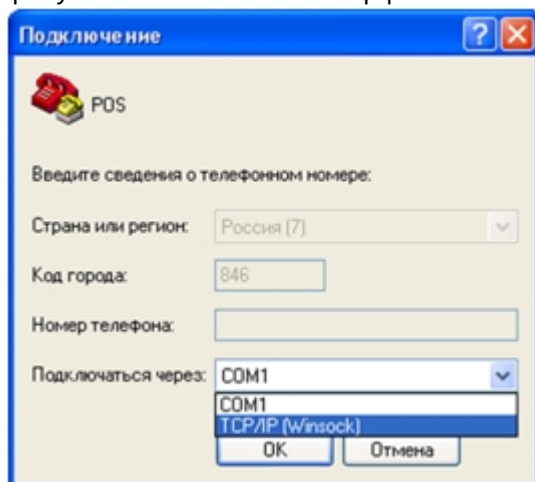 Подключение
POS
Введите сведения о телефонном номере:
Страна или регион: Россия (7)
Код города: 846
Номер телефона:
Подключаться через: COM1
COM1
TCP/IP (Winsock)
OK Отмена